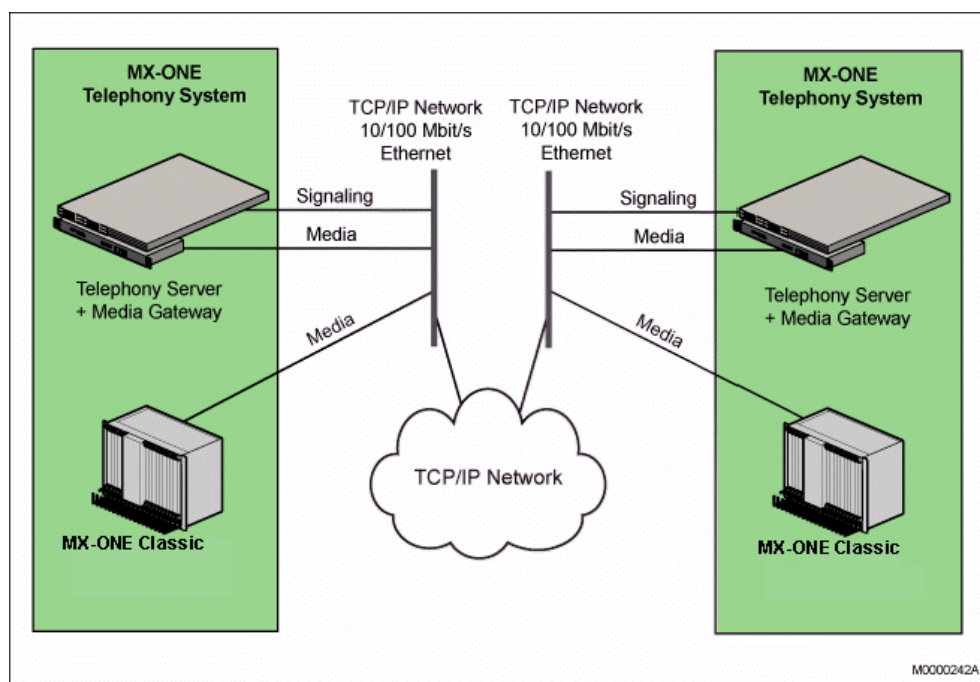 MX-ONE
Telephony System
TCP/IP Network
10/100 Mbit/s
Ethernet
TCP/IP Network
10/100 Mbit/s
Ethernet
MX-ONE
Telephony System
Signaling
Media
Telephony Server
+ Media Gateway
Media
MX-ONE Classic
Signaling
Media
Telephony Server
+ Media Gateway
Media
MX-ONE Classic
TCP/IP Network
M0000242A